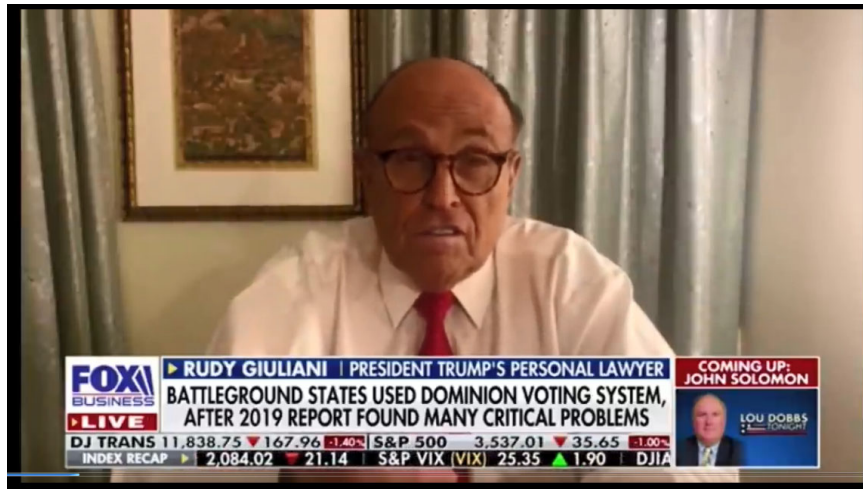 FOX
BUSINESS
LIVE
RUDY GIULIANI | PRESIDENT TRUMP'S PERSONAL LAWYER
BATTLEGROUND STATES USED DOMINION VOTING SYSTEM,
AFTER 2019 REPORT FOUND MANY CRITICAL PROBLEMS
COMING UP:
JOHN SOLOMON
LOU DOBBS
TONIGHT
DJ TRANS 11,838.75 ▼ 167.96 -1.40% S&P 500 3,537.01 ▼ 35.65 -1.00%
INDEX RECAP 2,084.02 ▼ 21.14 S&P VIX (VIX) 25.35 ▲ 1.90 DJIA